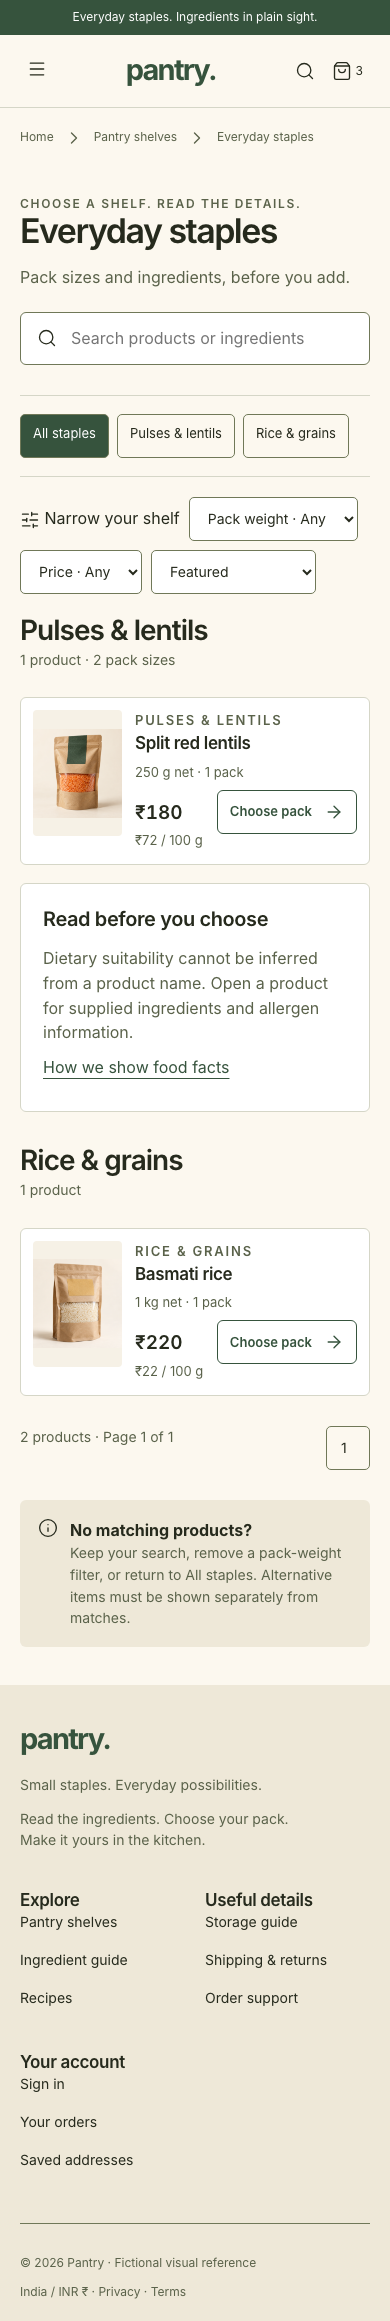 Everyday staples. Ingredients in plain sight.
pantry.
3
Home
Pantry shelves
Everyday staples
CHOOSE A SHELF. READ THE DETAILS.
Everyday staples
Pack sizes and ingredients, before you add.
Search products or ingredients
All staples
Pulses & lentils
Rice & grains
Narrow your shelf
Pack weight · Any
Price · Any
Featured
Pulses & lentils
1 product · 2 pack sizes
PULSES & LENTILS
Split red lentils
250 g net · 1 pack
₹180
₹72 / 100 g
Choose pack
Read before you choose
Dietary suitability cannot be inferred
from a product name. Open a product
for supplied ingredients and allergen
information.
How we show food facts
Rice & grains
1 product
RICE & GRAINS
Basmati rice
1 kg net · 1 pack
₹220
₹22 / 100 g
Choose pack
2 products · Page 1 of 1
1
No matching products?
Keep your search, remove a pack-weight
filter, or return to All staples. Alternative
items must be shown separately from
matches.
pantry.
Small staples. Everyday possibilities.
Read the ingredients. Choose your pack.
Make it yours in the kitchen.
Explore
Pantry shelves
Ingredient guide
Recipes
Useful details
Storage guide
Shipping & returns
Order support
Your account
Sign in
Your orders
Saved addresses
© 2026 Pantry · Fictional visual reference
India / INR ₹ · Privacy · Terms